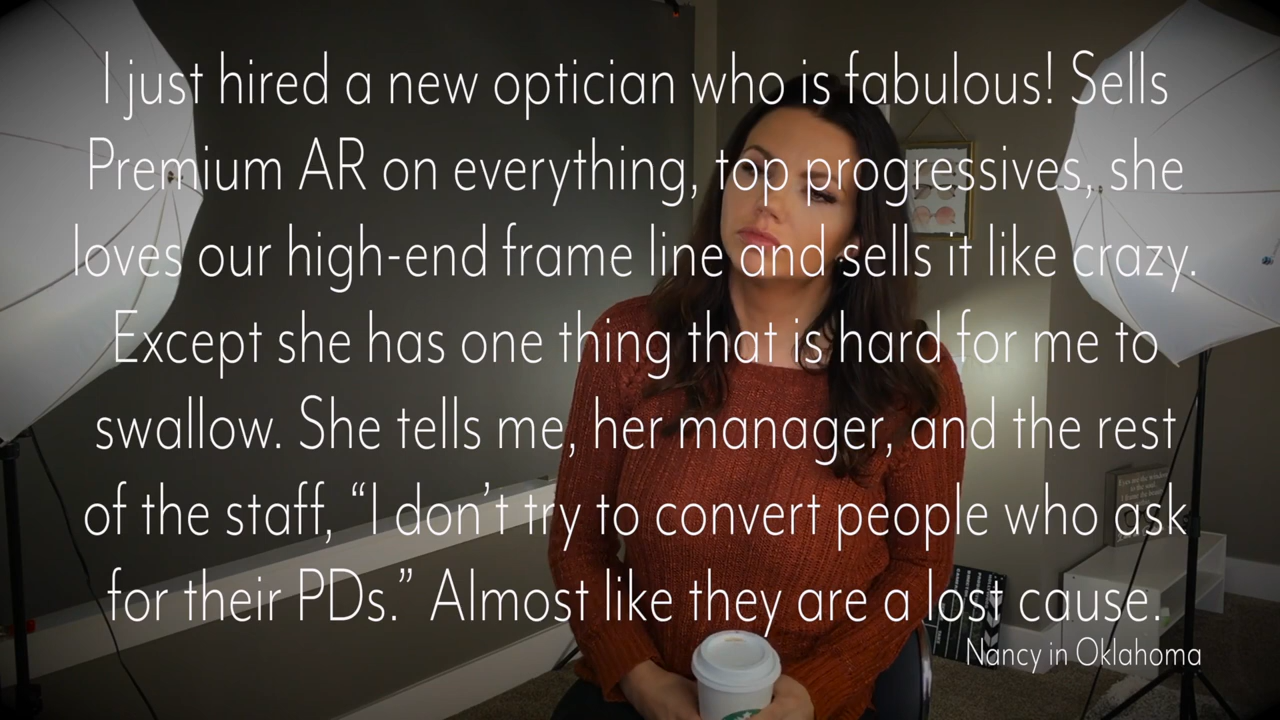 I just hired a new optician who is fabulous! Sells
Premium AR on everything, top progressives, she
loves our high-end frame line and sells it like crazy.
Except she has one thing that is hard for me to
swallow. She tells me, her manager, and the rest
of the staff, “I don’t try to convert people who ask
for their PDs.” Almost like they are a lost cause.
Nancy in Oklahoma